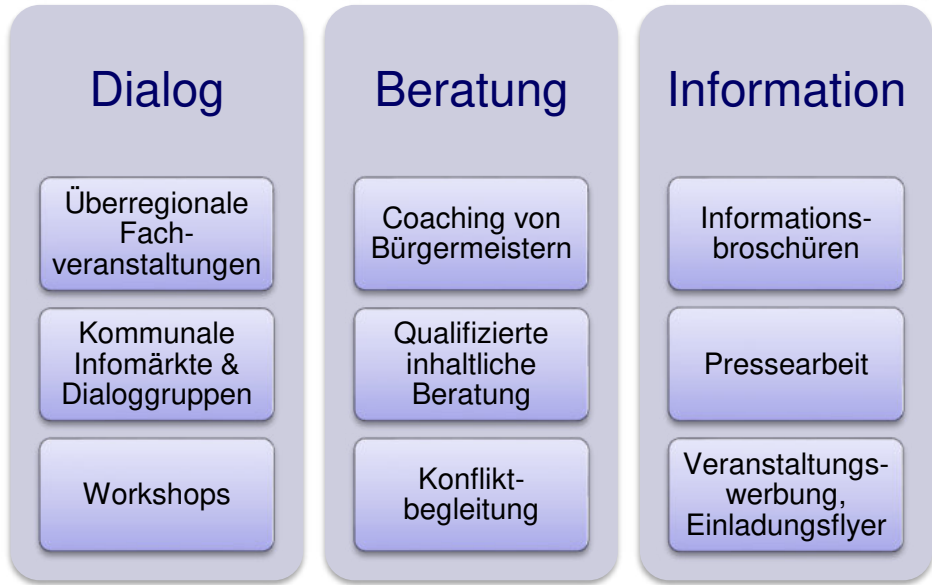 Dialog
Überregionale
Fach-
veranstaltungen
Kommunale
Infomärkte &
Dialoggruppen
Workshops
Beratung
Coaching von
Bürgermeistern
Qualifizierte
inhaltliche
Beratung
Konflikt-
begleitung
Information
Informations-
broschüren
Pressearbeit
Veranstaltungs-
werbung,
Einladungsflyer